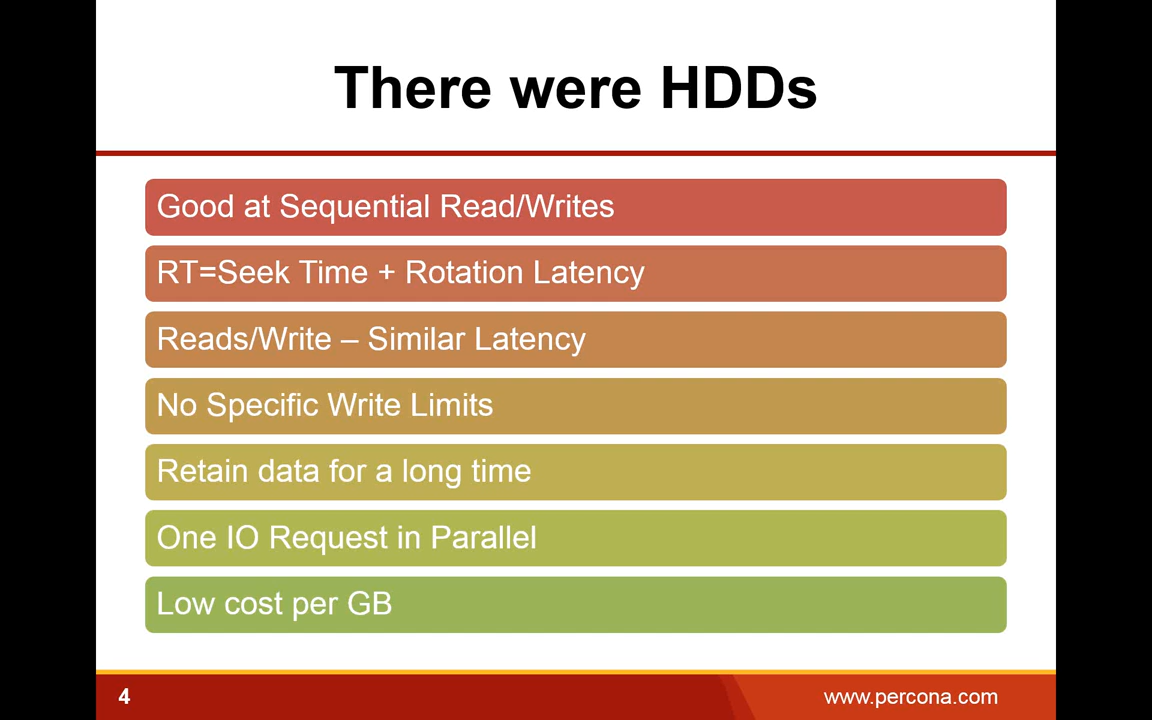 There were HDDs
Good at Sequential Read/Writes
RT=Seek Time + Rotation Latency
Reads/Write – Similar Latency
No Specific Write Limits
Retain data for a long time
One IO Request in Parallel
Low cost per GB
4
www.percona.com